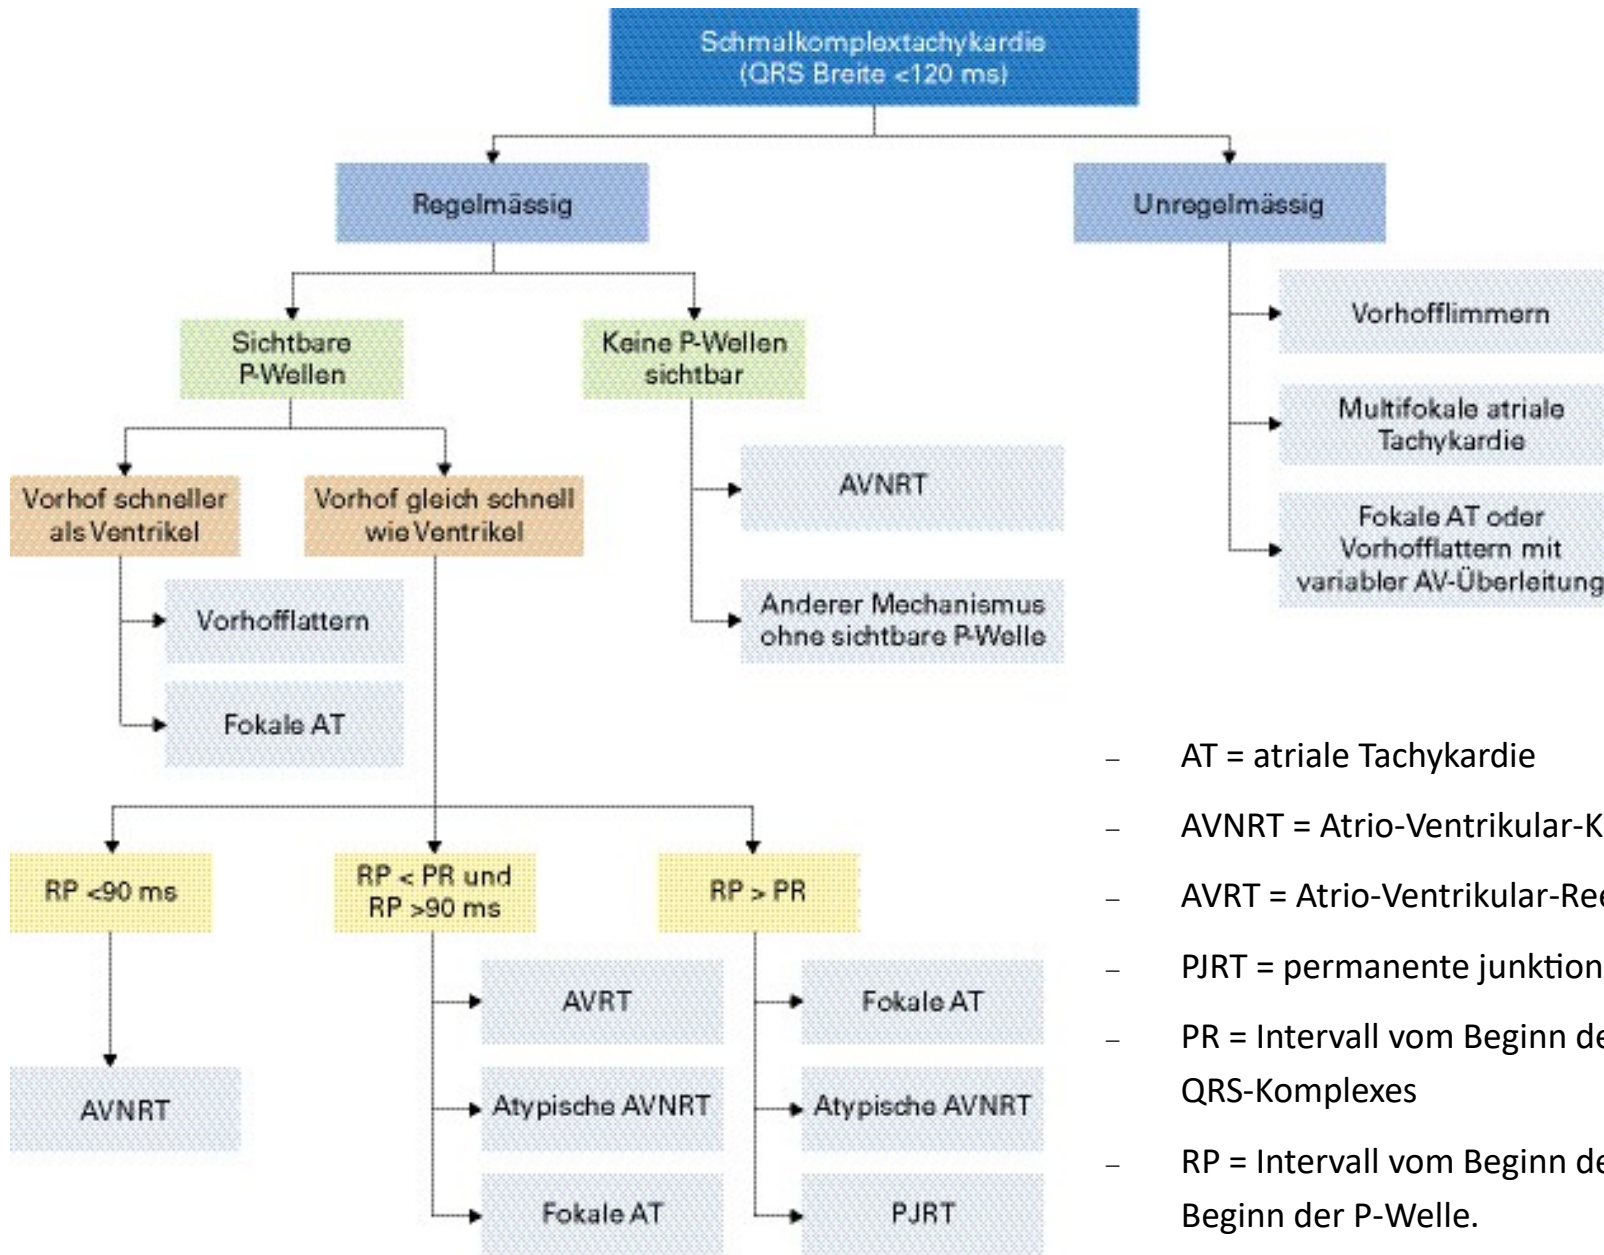 Schmalkomplextachykardie
(QRS Breite <120 ms)
Regelmässig
Unregelmässig
Sichtbare
P-Wellen
Keine P-Wellen
sichtbar
Vorhofflimmern
Multifokale atriale
Tachykardie
Fokale AT oder
Vorhofflattern mit
variabler AV-Überleitung
Vorhof schneller
als Ventrikel
Vorhof gleich schnell
wie Ventrikel
AVNRT
Anderer Mechanismus
ohne sichtbare P-Welle
Vorhofflattern
Fokale AT
RP <90 ms
RP < PR und
RP >90 ms
RP > PR
AVNRT
AVRT
Atypische AVNRT
Fokale AT
Fokale AT
Atypische AVNRT
PJRT
– AT = atriale Tachykardie
– AVNRT = Atrio-Ventrikular-K
– AVRT = Atrio-Ventrikular-Ree
– PJRT = permanente junktion
– PR = Intervall vom Beginn de
QRS-Komplexes
– RP = Intervall vom Beginn de
Beginn der P-Welle.